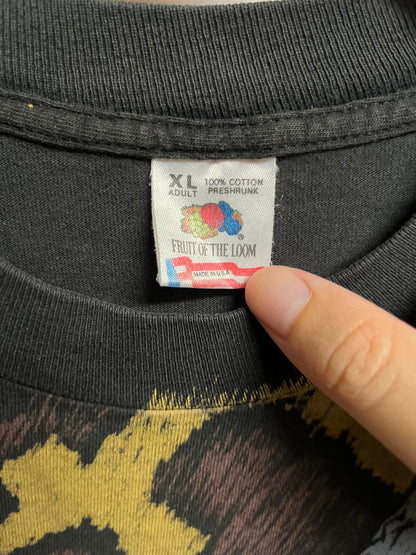 XL 100% COTTON
ADULT PRESHRUNK
®
FRUIT OF THE LOOM
MADE IN U.S.A.